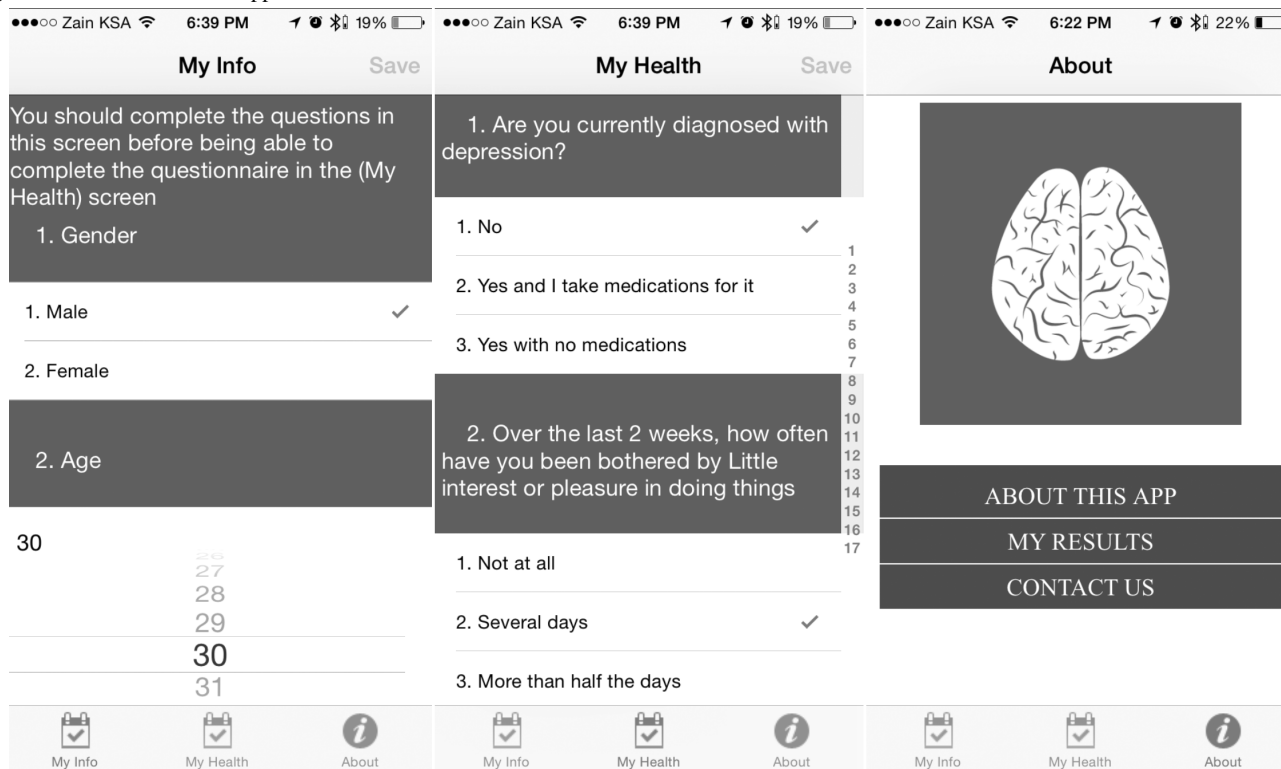 Zain KSA 6:39 PM 19%
My Info Save
You should complete the questions in
this screen before being able to
complete the questionnaire in the (My
Health) screen
1. Gender
1. Male
2. Female
2. Age
30
26
27
28
29
30
31
My Info My Health About
Zain KSA 6:39 PM 19%
My Health Save
1. Are you currently diagnosed with
depression?
1. No
2. Yes and I take medications for it
3. Yes with no medications
2. Over the last 2 weeks, how often
have you been bothered by Little
interest or pleasure in doing things
1. Not at all
2. Several days
3. More than half the days
1
2
3
4
5
6
7
8
9
10
11
12
13
14
15
16
17
My Info My Health About
Zain KSA 6:22 PM 22%
About
ABOUT THIS APP
MY RESULTS
CONTACT US
My Info My Health About